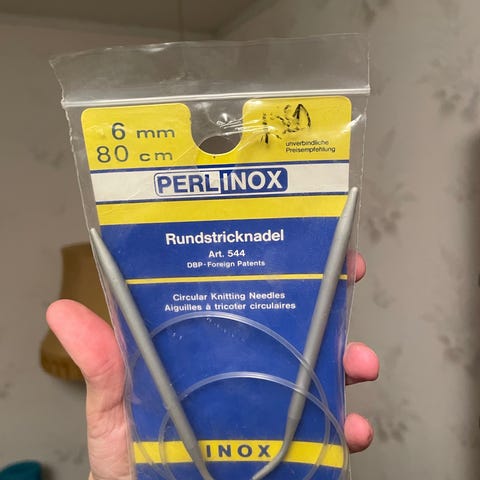 6 mm
80 cm
unverbindliche
Preisempfehlung
PERLINOX
Rundstricknadel
Art. 544
DBP - Foreign Patents
Circular Knitting Needles
Aiguilles à tricoter circulaires
INOX